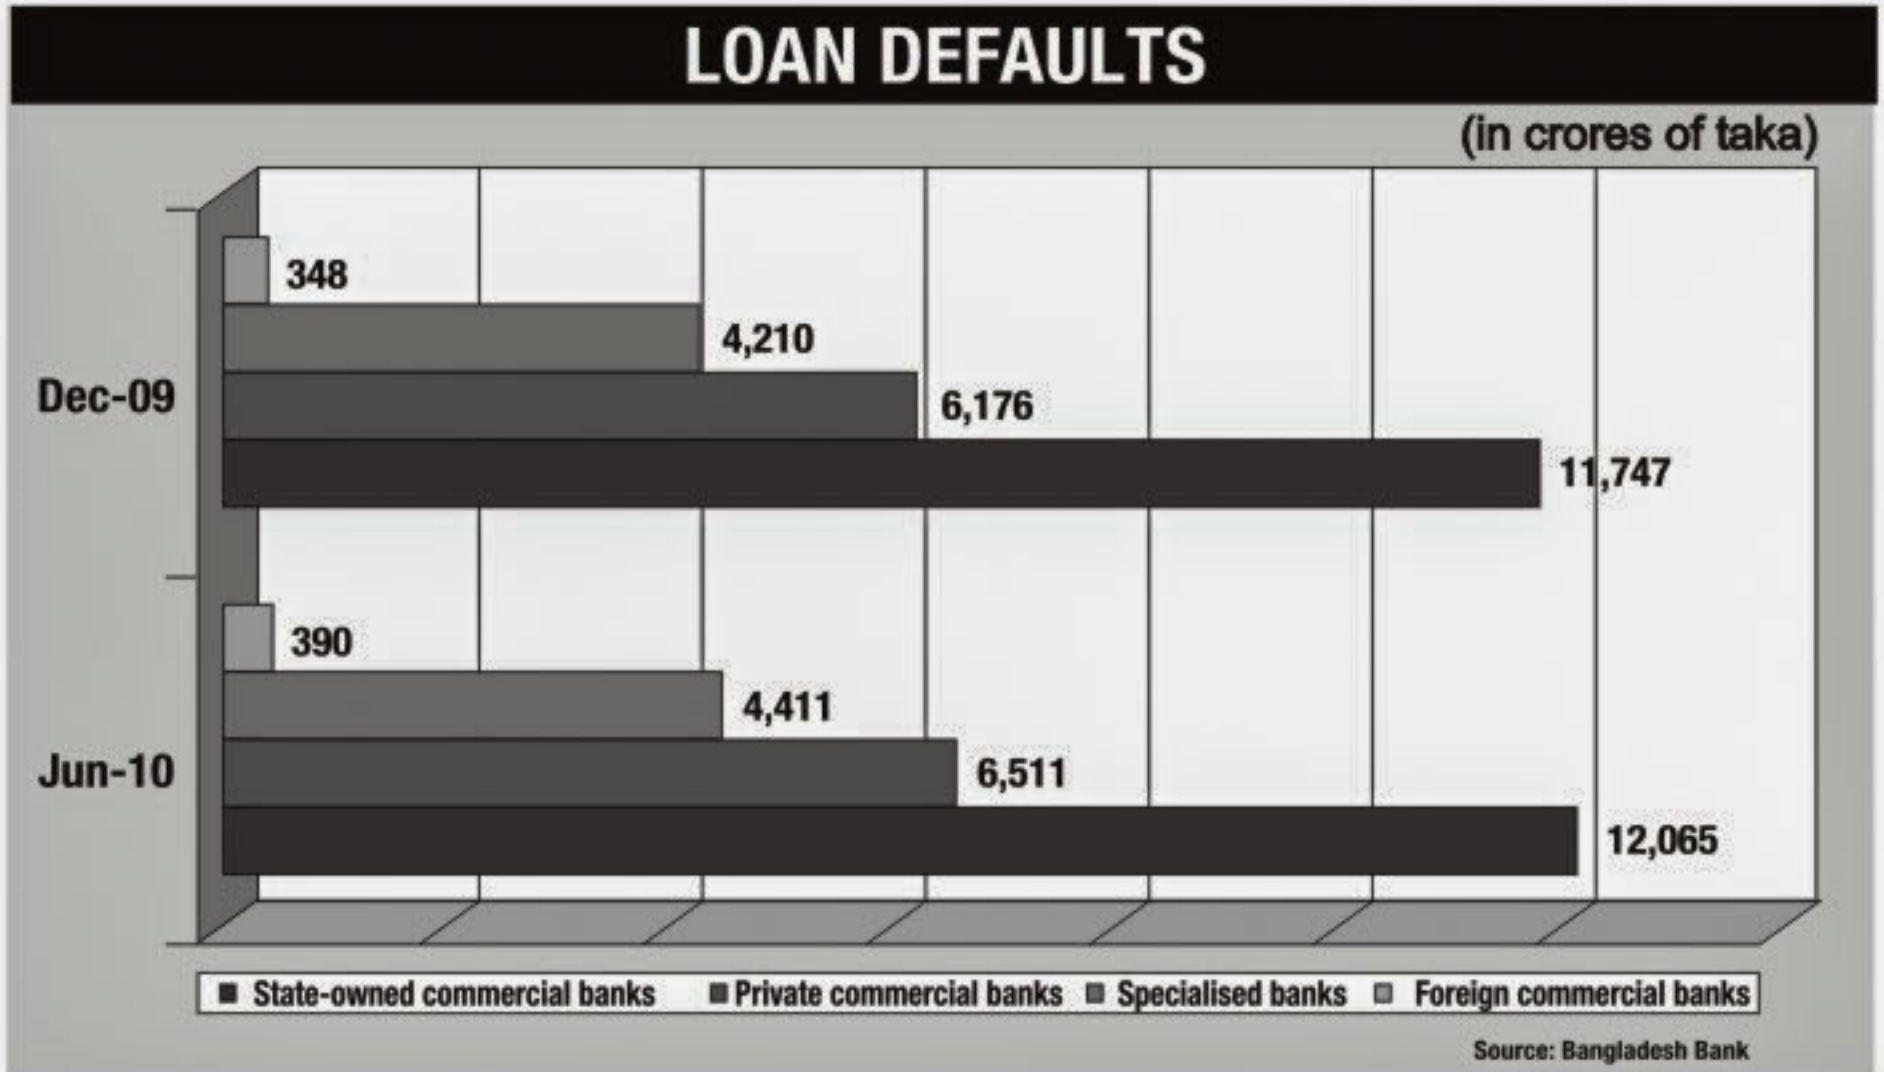 LOAN DEFAULTS
(in crores of taka)
348
4,210
Dec-09
6,176
11,747
390
4,411
Jun-10
6,511
12,065
State-owned commercial banks Private commercial banks Specialised banks Foreign commercial banks
Source: Bangladesh Bank